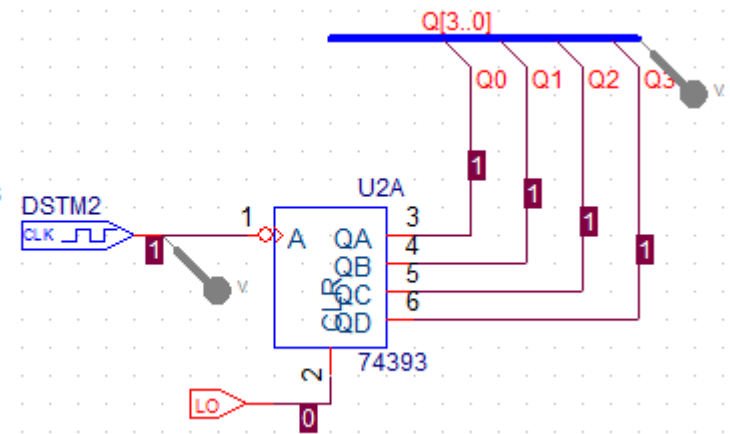 Q[3..0]
Q0
Q1
Q2
Q3
V
1
U2A
DSTM2
1
3
1
CLK
1
A
QA
4
1
QB
5
1
V
QC
6
CLR
QD
2
74393
LO
0